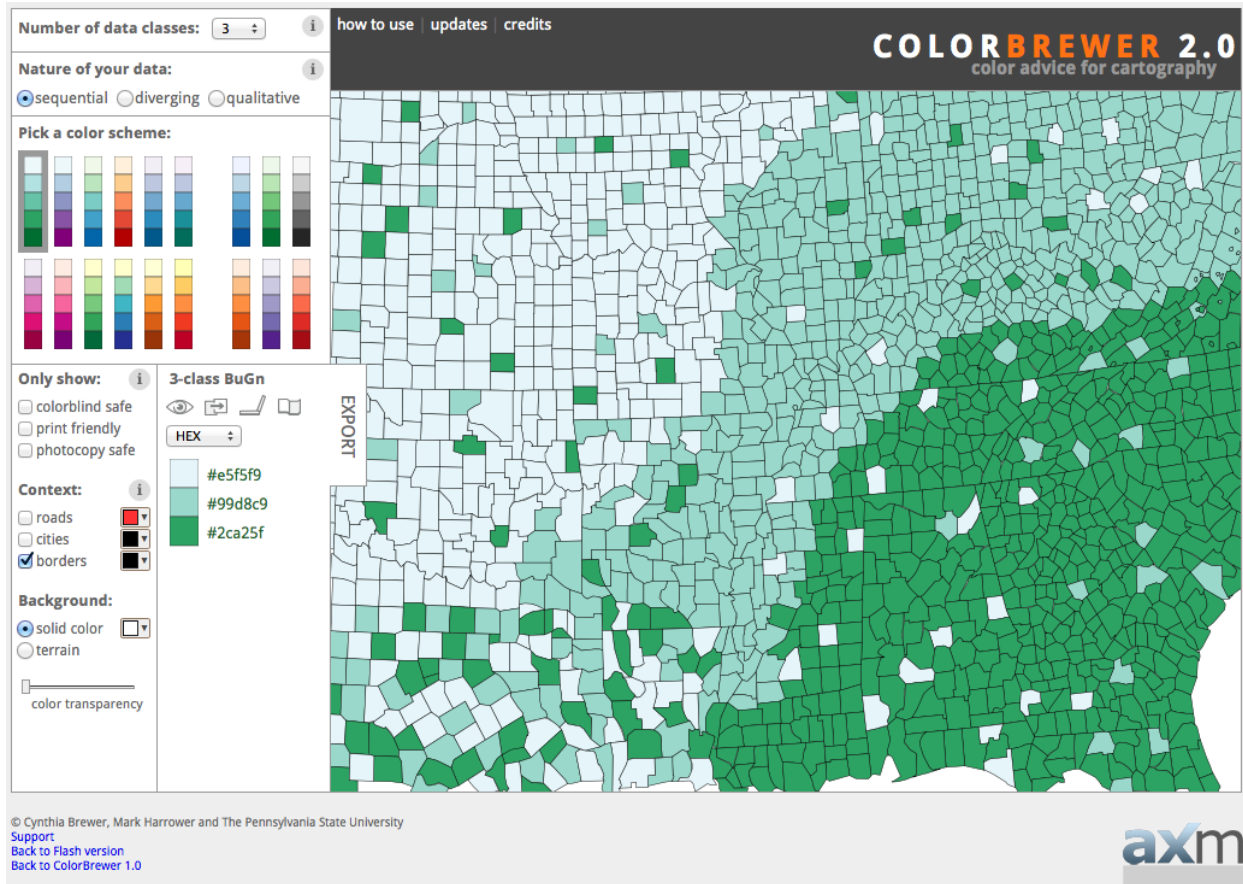 Number of data classes: 3 i
how to use | updates | credits
COLORBREWER 2.0
color advice for cartography
Nature of your data: i
sequential diverging qualitative
Pick a color scheme:
Only show: i
colorblind safe
print friendly
photocopy safe
Context: i
roads
cities
borders
Background:
solid color
terrain
color transparency
3-class BuGn
HEX
#e5f5f9
#99d8c9
#2ca25f
EXPORT
© Cynthia Brewer, Mark Harrower and The Pennsylvania State University
Support
Back to Flash version
Back to ColorBrewer 1.0
axm